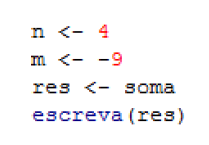 n <- 4
m <- -9
res <- soma
escreva(res)